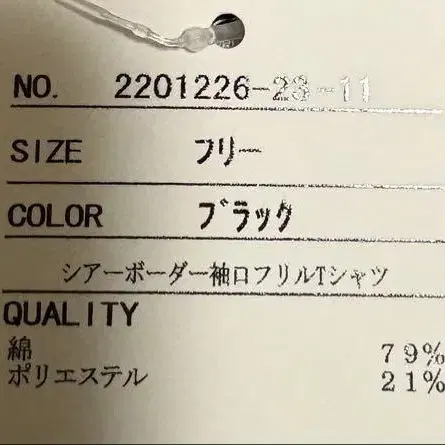 NO. 2201226-23-11
SIZE フリー
COLOR ブラック
シアーボーダー袖口フリルTシャツ
QUALITY
綿 79%
ポリエステル 21%